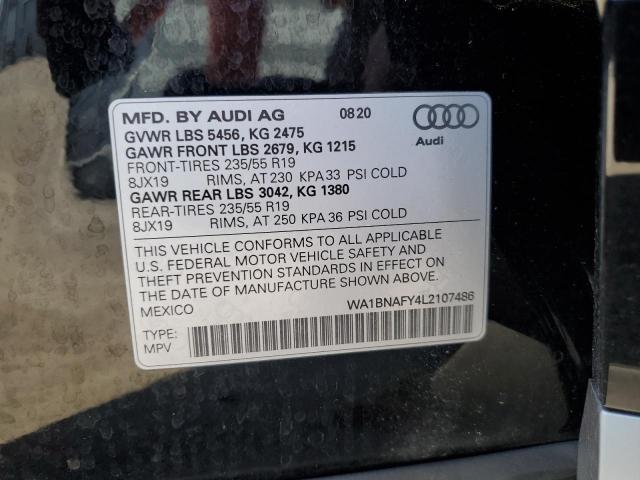 MFD. BY AUDI AG 08 20
GVWR LBS 5456, KG 2475
GAWR FRONT LBS 2679, KG 1215
FRONT-TIRES 235/55 R19
8JX19 RIMS, AT 230 KPA 33 PSI COLD
GAWR REAR LBS 3042, KG 1380
REAR-TIRES 235/55 R19
8JX19 RIMS, AT 250 KPA 36 PSI COLD
Audi
THIS VEHICLE CONFORMS TO ALL APPLICABLE
U.S. FEDERAL MOTOR VEHICLE SAFETY AND
THEFT PREVENTION STANDARDS IN EFFECT ON
THE DATE OF MANUFACTURE SHOWN ABOVE.
MEXICO WA1BNAFY4L2107486
TYPE:
MPV